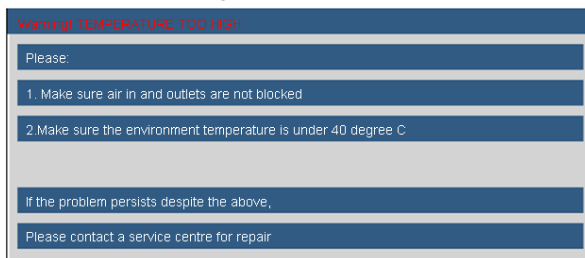 Warning! TEMPERATURE TOO HIGH
Please:
1. Make sure air in and outlets are not blocked
2.Make sure the environment temperature is under 40 degree C
If the problem persists despite the above,
Please contact a service centre for repair